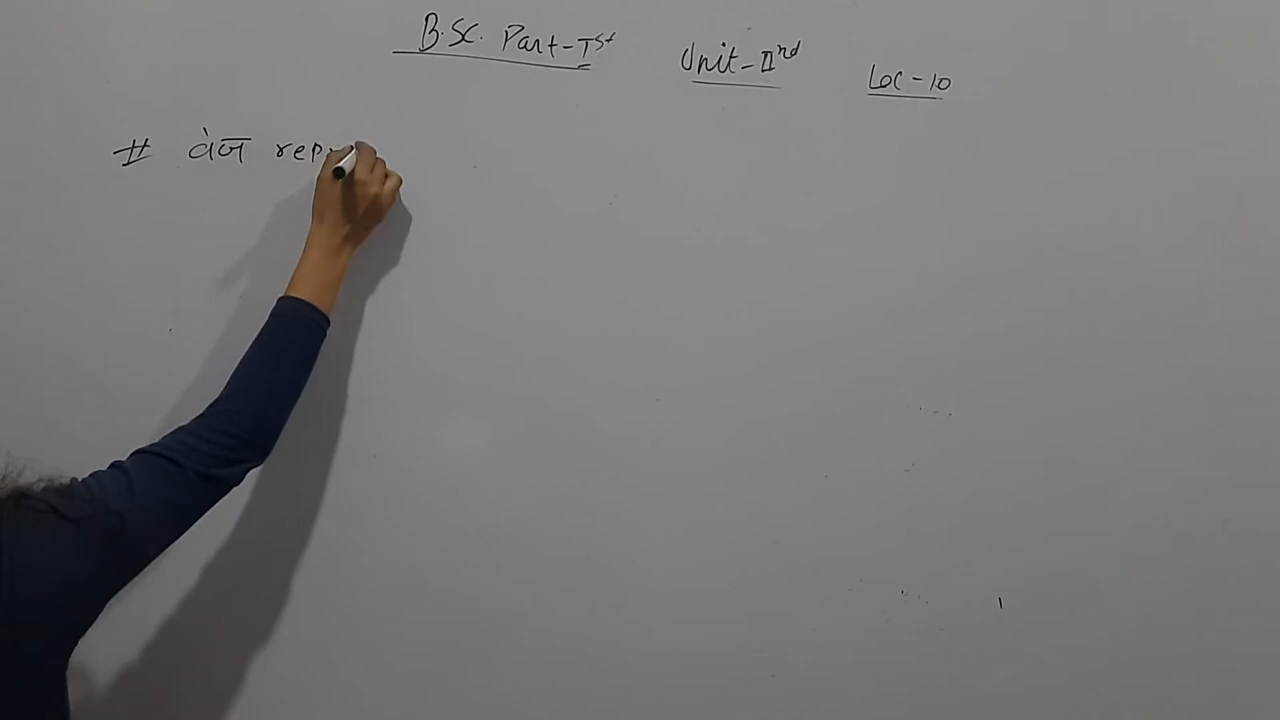 B.SC. Part-Ist Unit-IInd Lec-10
# वेज rep